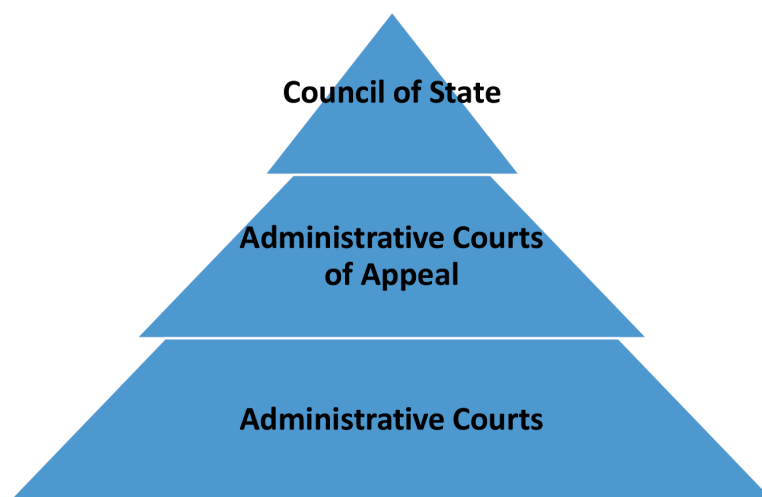 Council of State
Administrative Courts
of Appeal
Administrative Courts